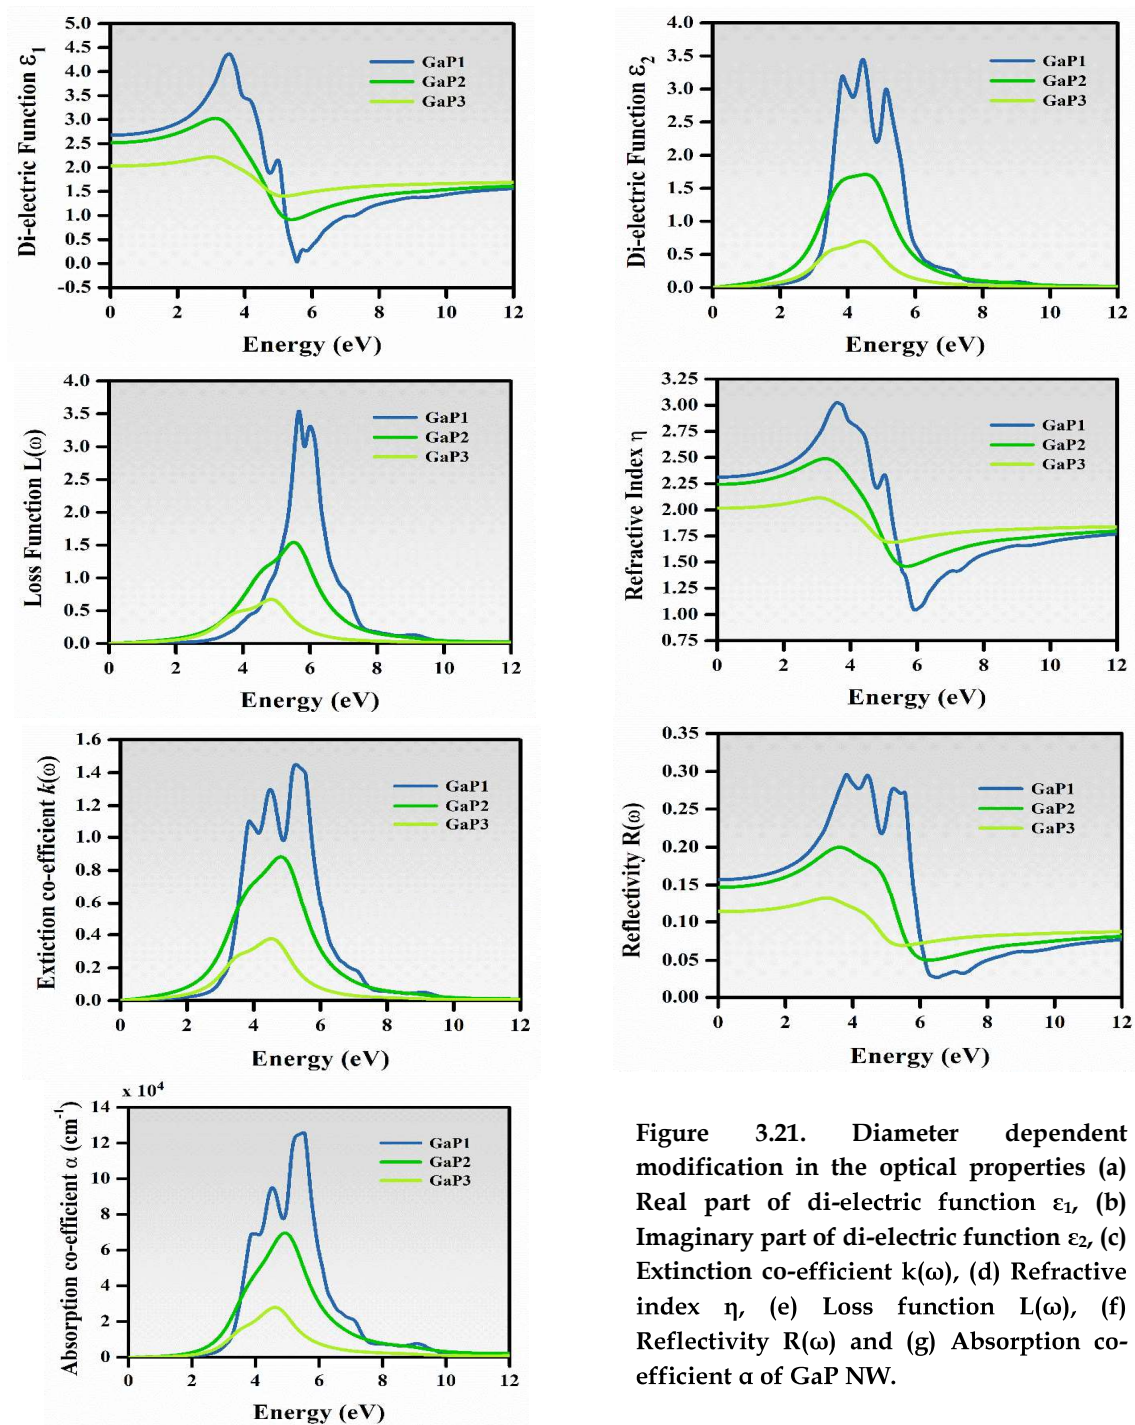 Di-electric Function ε1
5.0
4.5
4.0
3.5
3.0
2.5
2.0
1.5
1.0
0.5
0.0
-0.5
GaP1
GaP2
GaP3
0 2 4 6 8 10 12
Energy (eV)
Di-electric Function ε2
4.0
3.5
3.0
2.5
2.0
1.5
1.0
0.5
0.0
GaP1
GaP2
GaP3
0 2 4 6 8 10 12
Energy (eV)
Loss Function L(ω)
4.0
3.5
3.0
2.5
2.0
1.5
1.0
0.5
0.0
GaP1
GaP2
GaP3
0 2 4 6 8 10 12
Energy (eV)
Refractive Index η
3.25
3.00
2.75
2.50
2.25
2.00
1.75
1.50
1.25
1.00
0.75
GaP1
GaP2
GaP3
0 2 4 6 8 10 12
Energy (eV)
Extiction co-efficient k(ω)
1.6
1.4
1.2
1.0
0.8
0.6
0.4
0.2
0.0
GaP1
GaP2
GaP3
0 2 4 6 8 10 12
Energy (eV)
Reflectivity R(ω)
0.35
0.30
0.25
0.20
0.15
0.10
0.05
0.00
GaP1
GaP2
GaP3
0 2 4 6 8 10 12
Energy (eV)
Absorption co-efficient α (cm-1)
x 10^4
14
12
10
8
6
4
2
0
GaP1
GaP2
GaP3
0 2 4 6 8 10 12
Energy (eV)
Figure 3.21. Diameter dependent
modification in the optical properties (a)
Real part of di-electric function ε1, (b)
Imaginary part of di-electric function ε2, (c)
Extinction co-efficient k(ω), (d) Refractive
index η, (e) Loss function L(ω), (f)
Reflectivity R(ω) and (g) Absorption co-
efficient α of GaP NW.